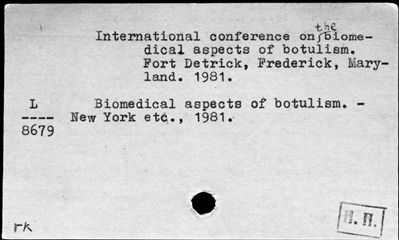 International conference on the biome-
dical aspects of botulism.
Fort Detrick, Frederick, Mary-
land. 1981.
L Biomedical aspects of botulism. -
---- New York etc., 1981.
8679
rk
H. H.